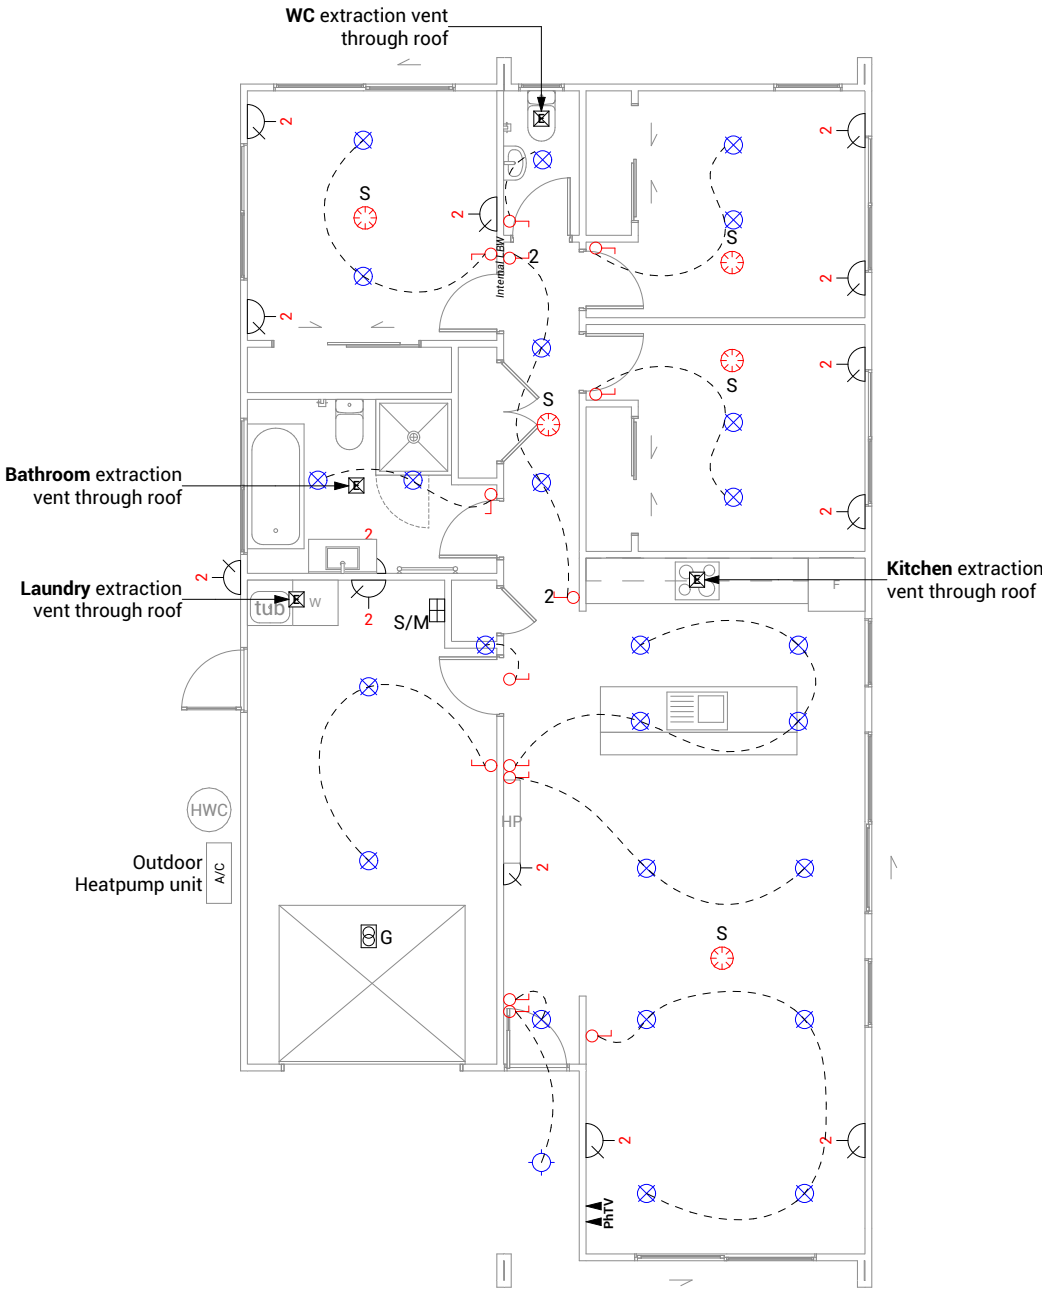 WC extraction vent
through roof
E
2
2
2
2
S
S
Internal LBW
2
2
2
S
2
S
2
Bathroom extraction
vent through roof
E
2
2
Laundry extraction
vent through roof
E
tub
W
2
S/M
2
E
F
Kitchen extraction
vent through roof
HWC
HP
Outdoor
Heatpump unit
A/C
2
G
S
2
2
PhTV